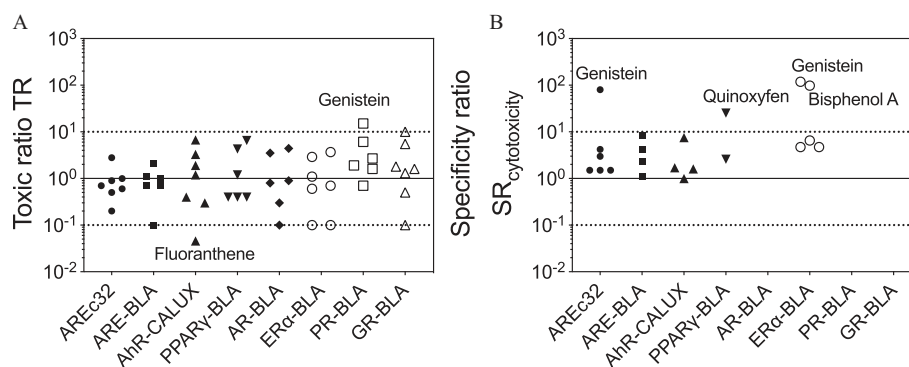 A
Toxic ratio TR
10³
10²
10¹
10⁰
10⁻¹
10⁻²
Genistein
Fluoranthene
AREc32
ARE-BLA
AhR-CALUX
PPARγ-BLA
AR-BLA
ERα-BLA
PR-BLA
GR-BLA
B
Specificity ratio
SRcytotoxicity
10³
10²
10¹
10⁰
10⁻¹
10⁻²
Genistein
Quinoxyfen
Genistein
Bisphenol A
AREc32
ARE-BLA
AhR-CALUX
PPARγ-BLA
AR-BLA
ERα-BLA
PR-BLA
GR-BLA